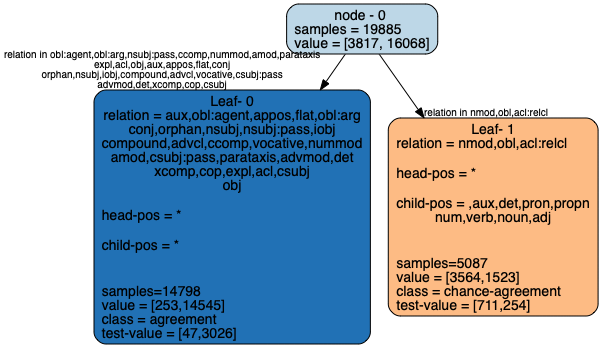 node - 0
samples = 19885
value = [3817, 16068]
relation in obl:agent,obl:arg,nsubj:pass,ccomp,nummod,amod,parataxis
expl,acl,obj,aux,appos,flat,conj
orphan,nsubj,iobj,compound,advcl,vocative,csubj:pass
advmod,det,xcomp,cop,csubj
relation in nmod,obl,acl:relcl
Leaf- 0
relation = aux,obl:agent,appos,flat,obl:arg
conj,orphan,nsubj,nsubj:pass,iobj
compound,advcl,ccomp,vocative,nummod
amod,csubj:pass,parataxis,advmod,det
xcomp,cop,expl,acl,csubj
obj
head-pos = *
child-pos = *
samples=14798
value = [253,14545]
class = agreement
test-value = [47,3026]
Leaf- 1
relation = nmod,obl,acl:relcl
head-pos = *
child-pos = ,aux,det,pron,propn
num,verb,noun,adj
samples=5087
value = [3564,1523]
class = chance-agreement
test-value = [711,254]